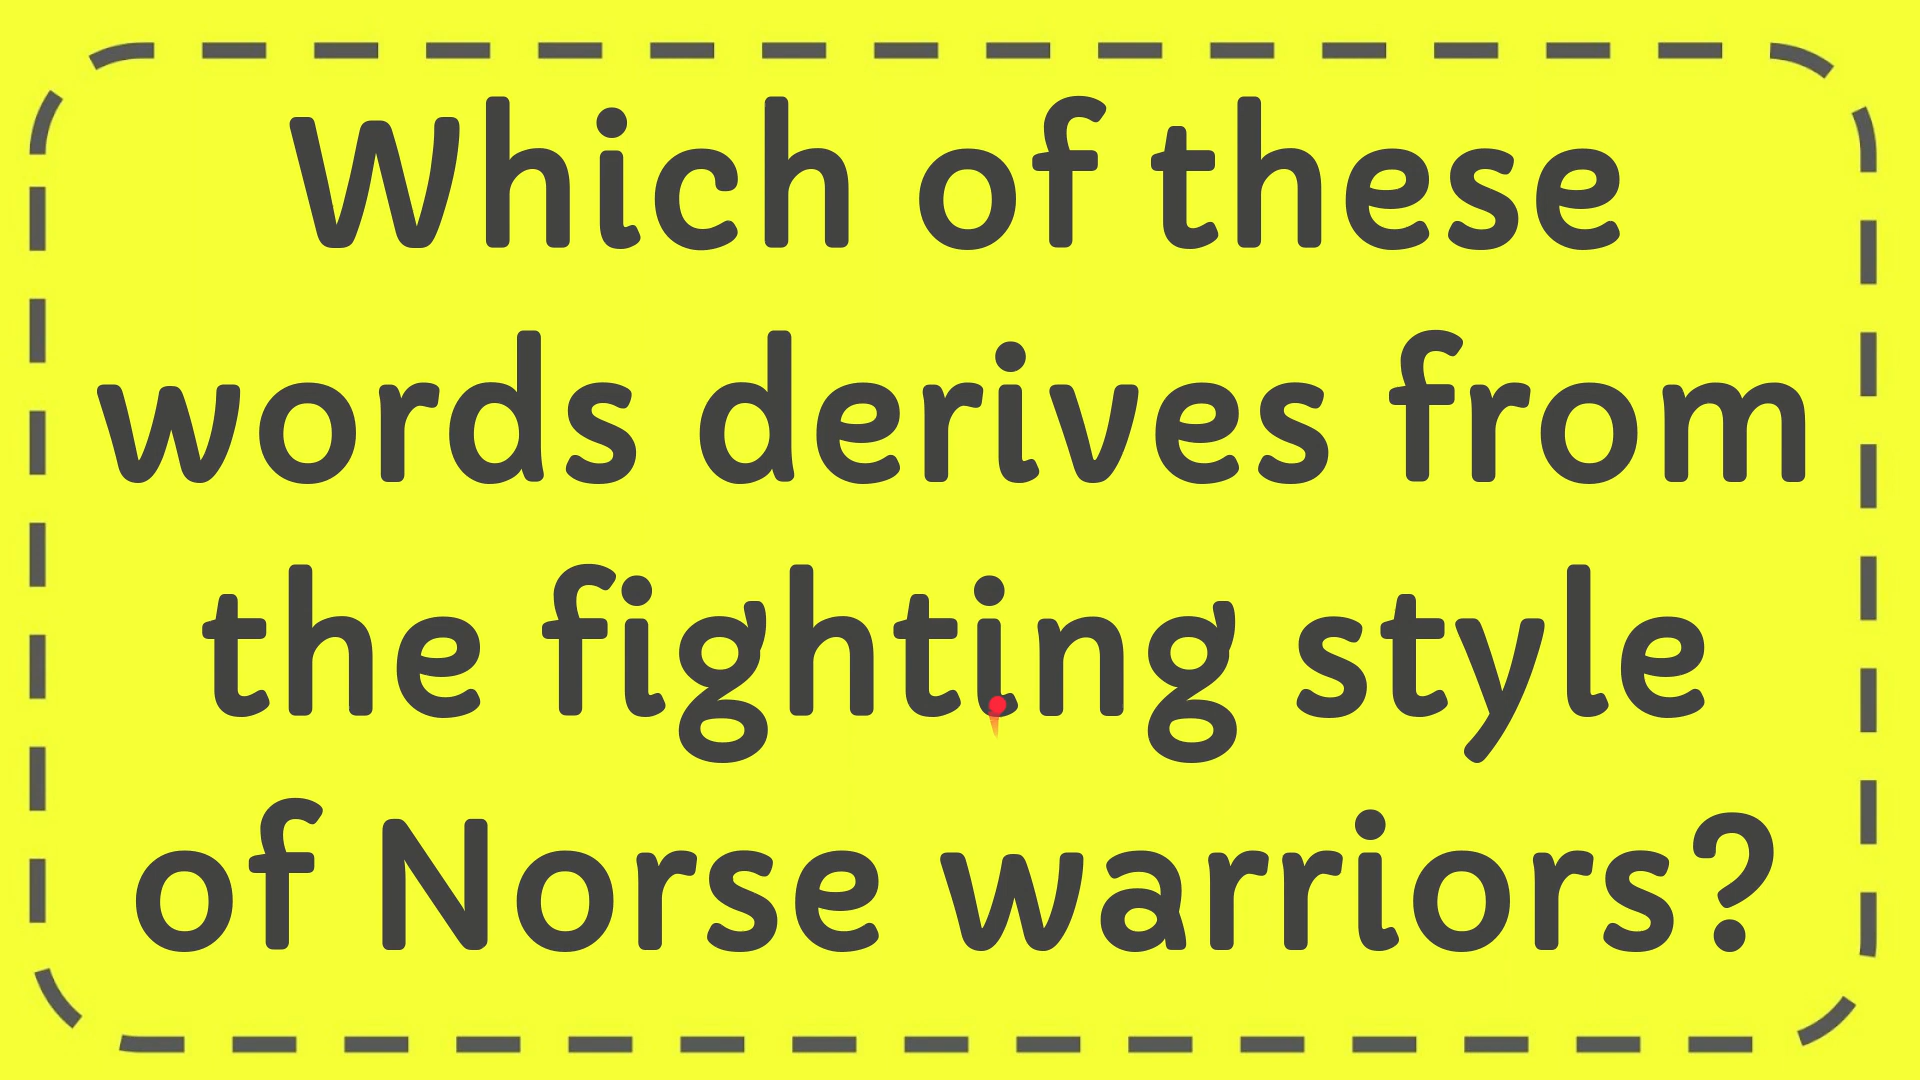 Which of these
words derives from
the fighting style
of Norse warriors?